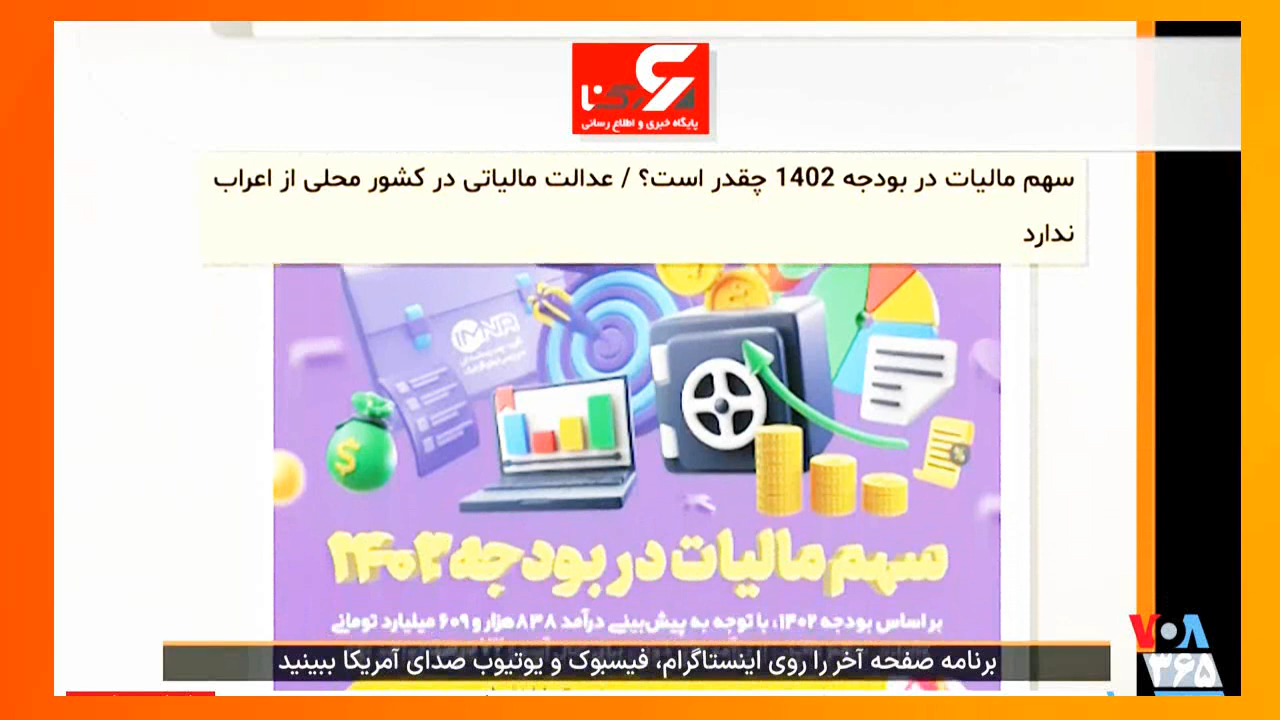 رکنا
پایگاه خبری و اطلاع رسانی
سهم مالیات در بودجه 1402 چقدر است؟ / عدالت مالیاتی در کشور محلی از اعراب
ندارد
IMNA
سهم مالیات در بودجه ۱۴۰۲
بر اساس بودجه ۱۴۰۲، با توجه به پیش‌بینی درآمد ۸۳۸ هزار و ۶۰۹ میلیارد تومانی
برنامه صفحه آخر را روی اینستاگرام، فیسبوک و یوتیوب صدای آمریکا ببینید
VOA
۳۶۵